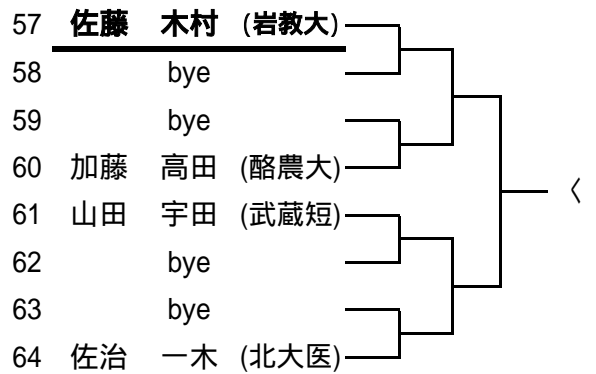 57 佐藤 木村 (岩教大)
58 bye
59 bye
60 加藤 高田 (酪農大)
61 山田 宇田 (武蔵短)
62 bye
63 bye
64 佐治 一木 (北大医)
く